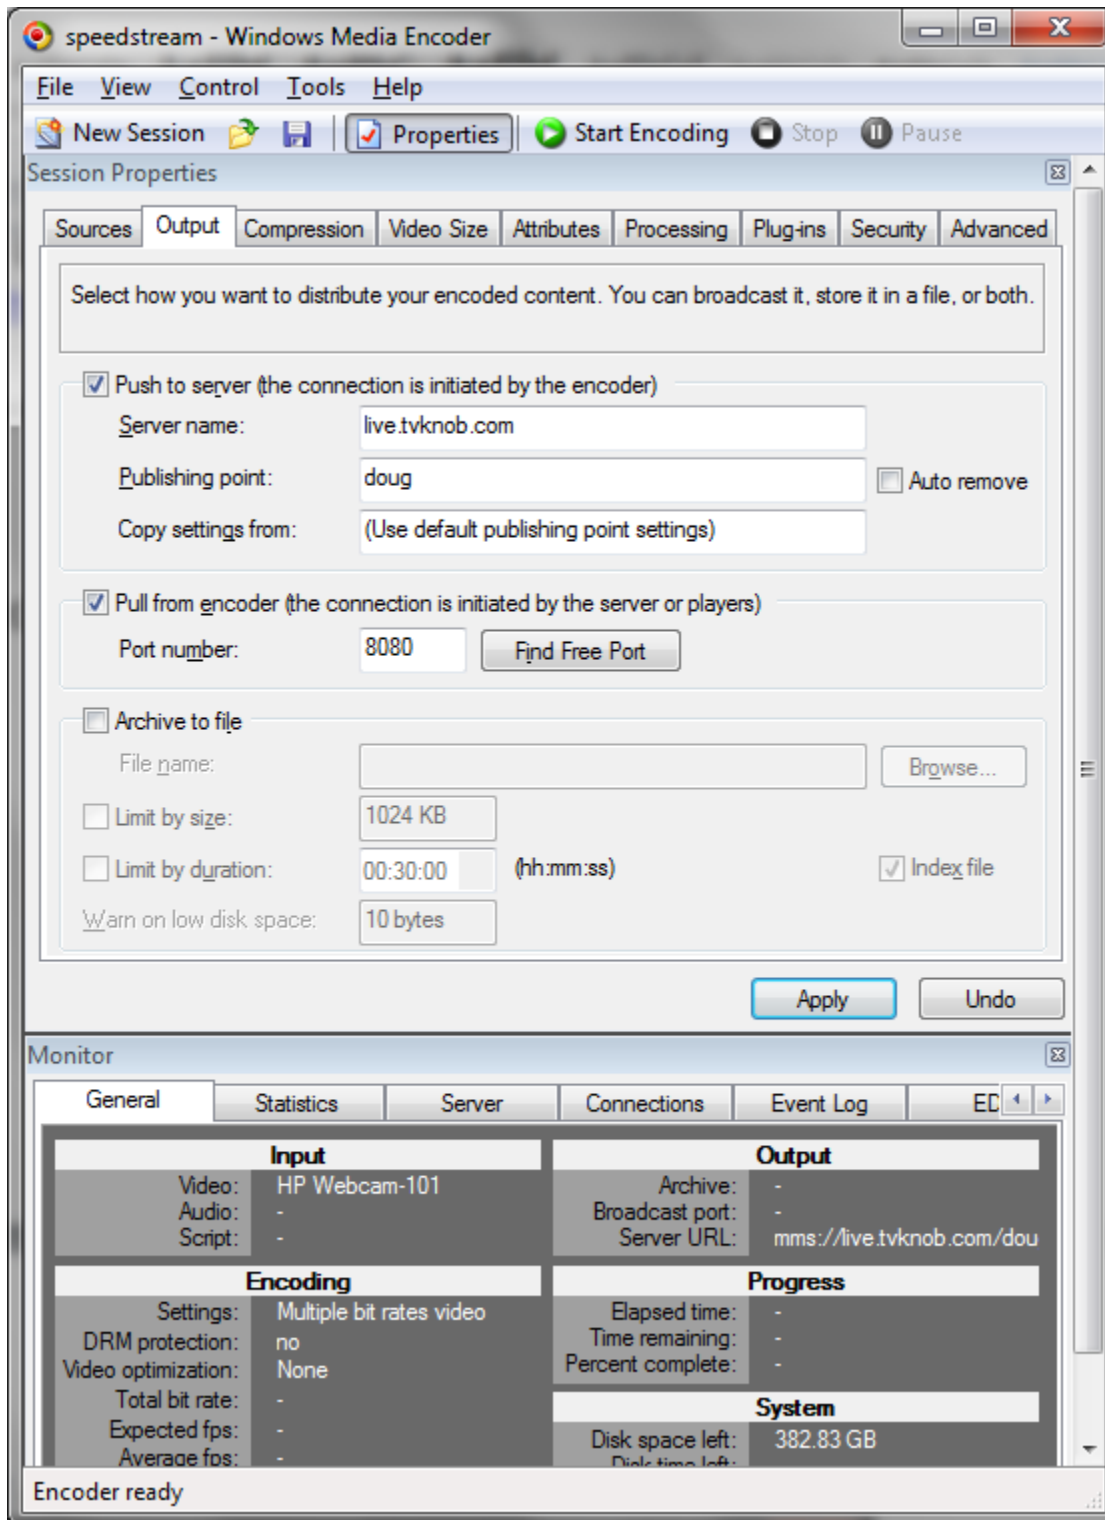 speedstream - Windows Media Encoder
File View Control Tools Help
New Session Properties Start Encoding Stop Pause
Session Properties
Sources Output Compression Video Size Attributes Processing Plug-ins Security Advanced
Select how you want to distribute your encoded content. You can broadcast it, store it in a file, or both.
Push to server (the connection is initiated by the encoder)
Server name: live.tvknob.com
Publishing point: doug Auto remove
Copy settings from: (Use default publishing point settings)
Pull from encoder (the connection is initiated by the server or players)
Port number: 8080 Find Free Port
Archive to file
File name: Browse...
Limit by size: 1024 KB
Limit by duration: 00:30:00 (hh:mm:ss) Index file
Warn on low disk space: 10 bytes
Apply Undo
Monitor
General Statistics Server Connections Event Log ED
Input
Video: HP Webcam-101
Audio: -
Script: -
Output
Archive: -
Broadcast port: -
Server URL: mms://live.tvknob.com/dou
Encoding
Settings: Multiple bit rates video
DRM protection: no
Video optimization: None
Total bit rate: -
Expected fps: -
Average fps: -
Progress
Elapsed time: -
Time remaining: -
Percent complete: -
System
Disk space left: 382.83 GB
Disk time left:
Encoder ready